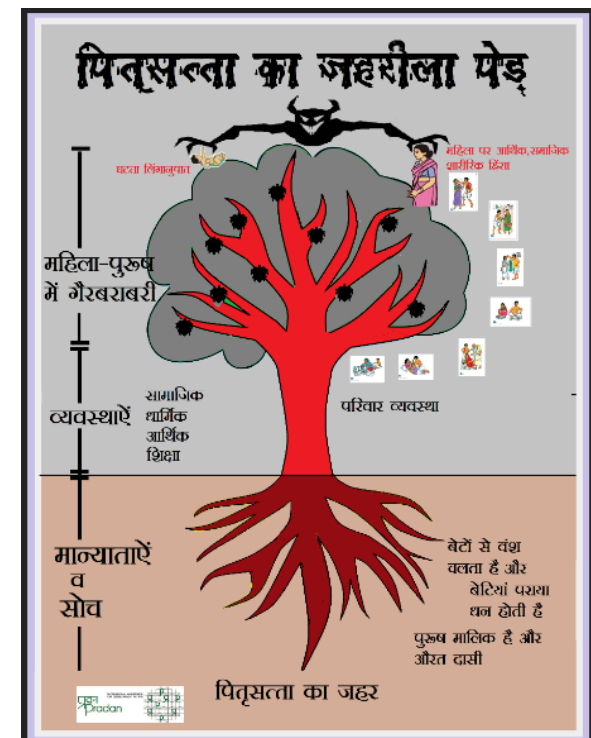 पितृसत्ता का जहरीला पेड़
घटता लिंगानुपात
महिला पर आर्थिक,समाजिक
शारीरिक हिंसा
महिला-पुरूष
में गैरबराबरी
व्यवस्थाऐं
सामाजिक
धार्मिक
आर्थिक
शिक्षा
परिवार व्यवस्था
मान्याताऐं
व
सोच
बेटों से वंश
चलता है और
बेटियां पराया
धन होती है
पुरूष मालिक है और
औरत दासी
पितृसत्ता का जहर
Pradan